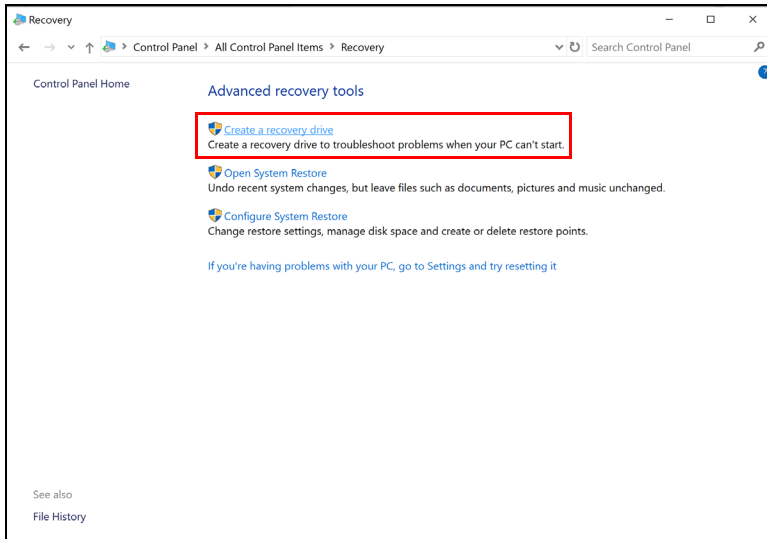 Recovery
Control Panel > All Control Panel Items > Recovery
Search Control Panel
?
Control Panel Home
Advanced recovery tools
Create a recovery drive
Create a recovery drive to troubleshoot problems when your PC can't start.
Open System Restore
Undo recent system changes, but leave files such as documents, pictures and music unchanged.
Configure System Restore
Change restore settings, manage disk space and create or delete restore points.
If you're having problems with your PC, go to Settings and try resetting it
See also
File History